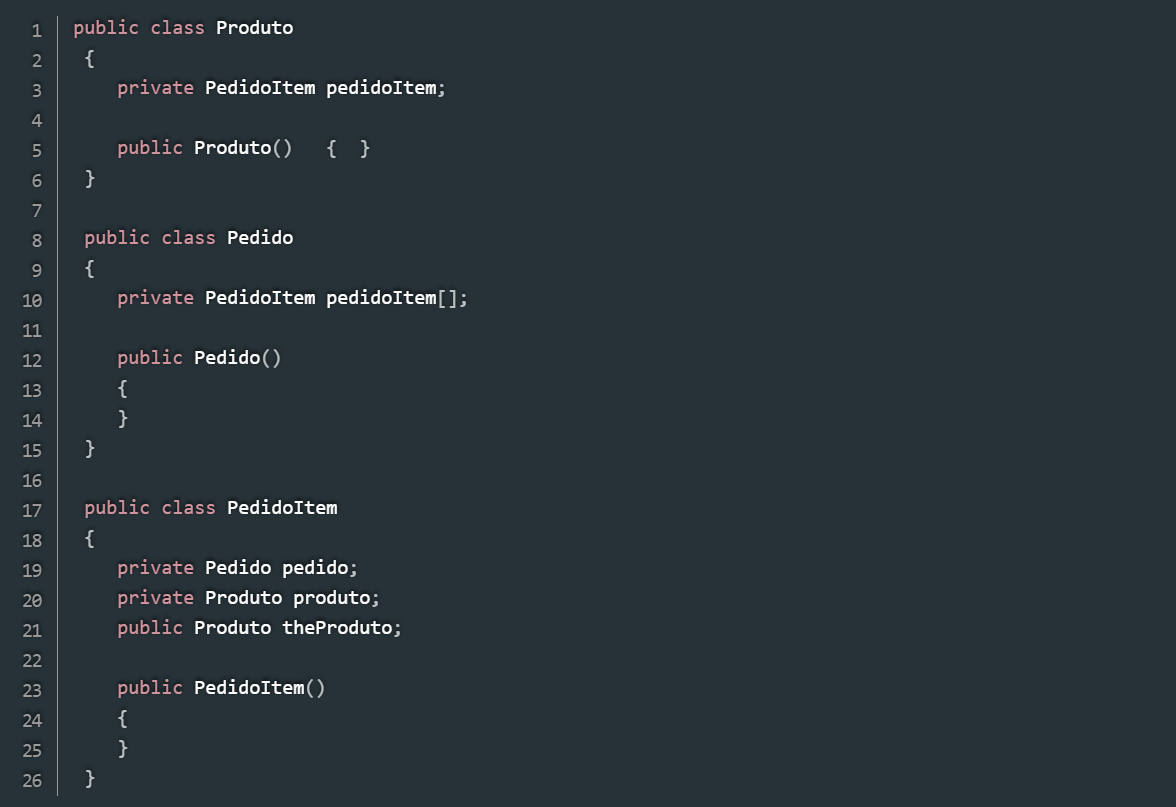 1 public class Produto
2 {
3 private PedidoItem pedidoItem;
4
5 public Produto() { }
6 }
7
8 public class Pedido
9 {
10 private PedidoItem pedidoItem[];
11
12 public Pedido()
13 {
14 }
15 }
16
17 public class PedidoItem
18 {
19 private Pedido pedido;
20 private Produto produto;
21 public Produto theProduto;
22
23 public PedidoItem()
24 {
25 }
26 }